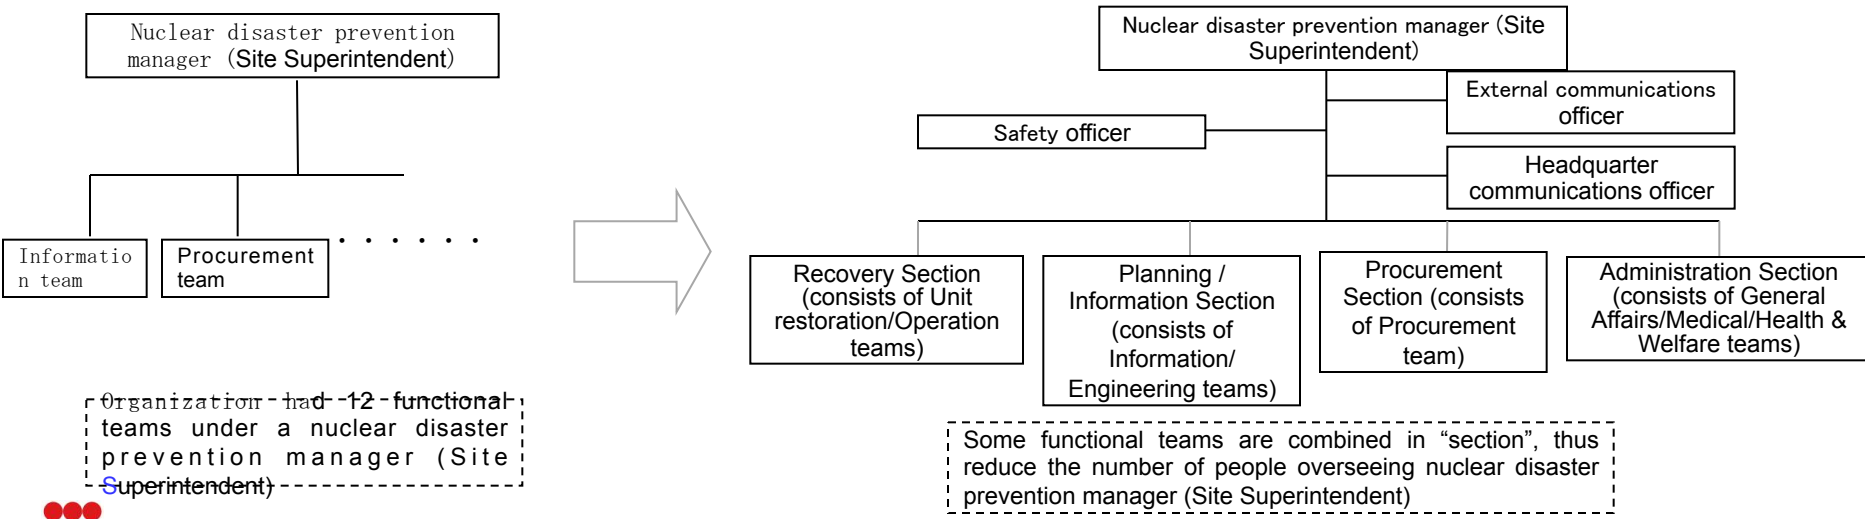 Nuclear disaster prevention
manager (Site Superintendent)
Informatio
n team
Procurement
team
. . . . . .
Organization had 12 functional
teams under a nuclear disaster
prevention manager (Site
Superintendent)
Nuclear disaster prevention manager (Site
Superintendent)
External communications
officer
Safety officer
Headquarter
communications officer
Recovery Section
(consists of Unit
restoration/Operation
teams)
Planning /
Information Section
(consists of
Information/
Engineering teams)
Procurement
Section (consists
of Procurement
team)
Administration Section
(consists of General
Affairs/Medical/Health &
Welfare teams)
Some functional teams are combined in “section”, thus
reduce the number of people overseeing nuclear disaster
prevention manager (Site Superintendent)